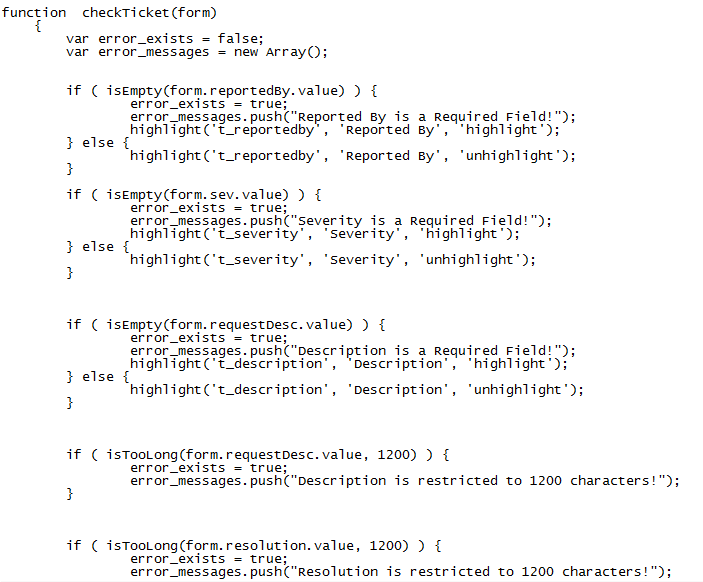 function  checkTicket(form)
    {
        var error_exists = false;
        var error_messages = new Array();
        if ( isEmpty(form.reportedBy.value) ) {
                error_exists = true;
                error_messages.push("Reported By is a Required Field!");
                highlight('t_reportedby', 'Reported By', 'highlight');
        } else {
                highlight('t_reportedby', 'Reported By', 'unhighlight');
        }
        if ( isEmpty(form.sev.value) ) {
                error_exists = true;
                error_messages.push("Severity is a Required Field!");
                highlight('t_severity', 'Severity', 'highlight');
        } else {
                highlight('t_severity', 'Severity', 'unhighlight');
        }
        if ( isEmpty(form.requestDesc.value) ) {
                error_exists = true;
                error_messages.push("Description is a Required Field!");
                highlight('t_description', 'Description', 'highlight');
        } else {
                highlight('t_description', 'Description', 'unhighlight');
        }
        if ( isTooLong(form.requestDesc.value, 1200) ) {
                error_exists = true;
                error_messages.push("Description is restricted to 1200 characters!");
        }
        if ( isTooLong(form.resolution.value, 1200) ) {
                error_exists = true;
                error_messages.push("Resolution is restricted to 1200 characters!");